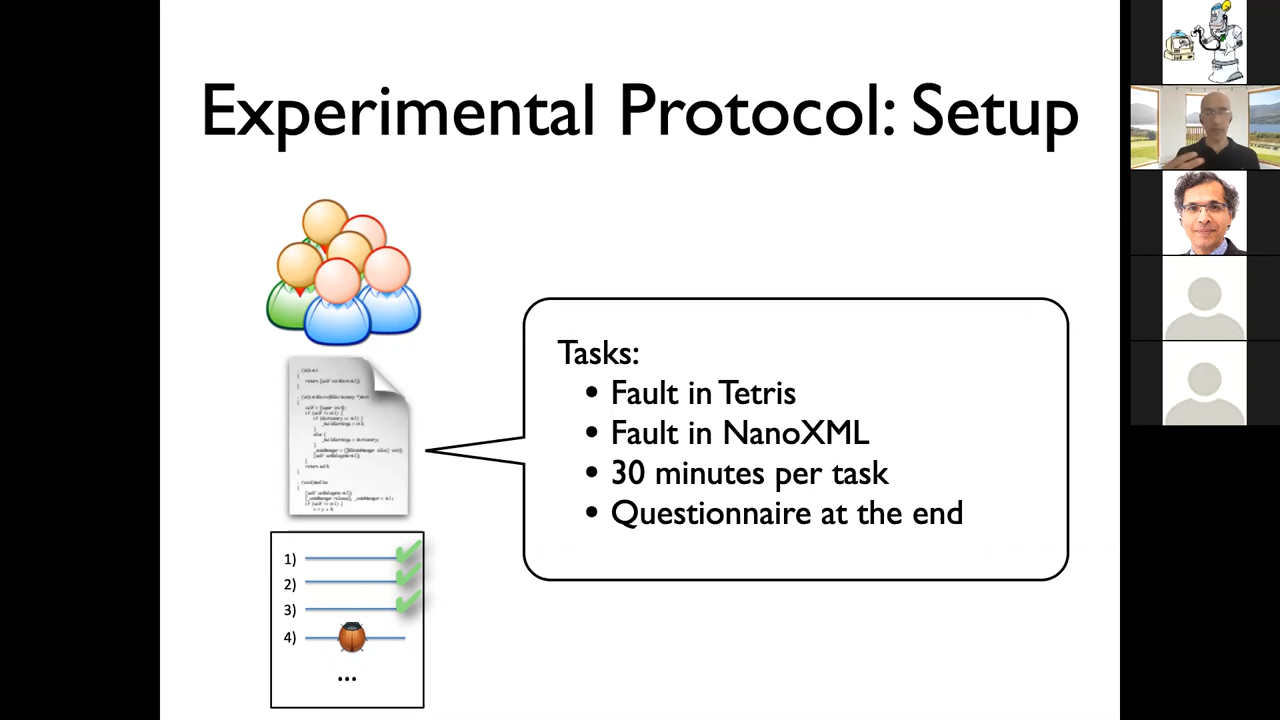 Experimental Protocol: Setup
Tasks:
• Fault in Tetris
• Fault in NanoXML
• 30 minutes per task
• Questionnaire at the end
1)
2)
3)
4)
...